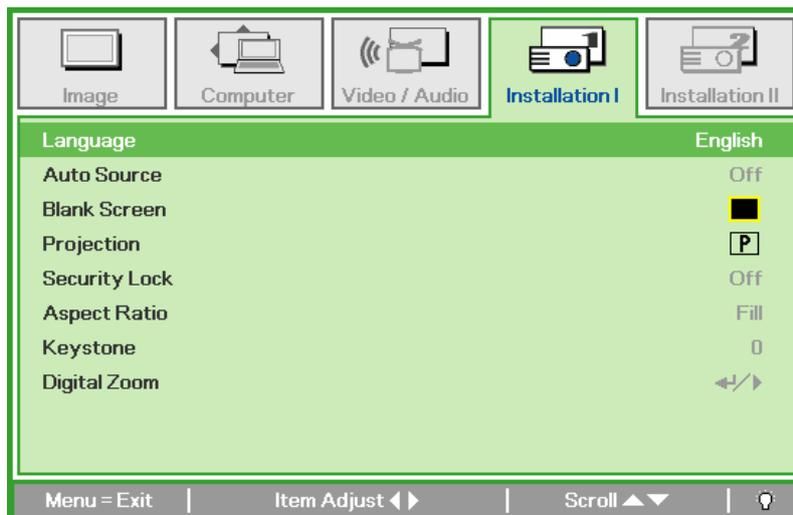 Image Computer Video / Audio Installation I Installation II
Language English
Auto Source Off
Blank Screen
Projection P
Security Lock Off
Aspect Ratio Fill
Keystone 0
Digital Zoom
Menu = Exit Item Adjust Scroll